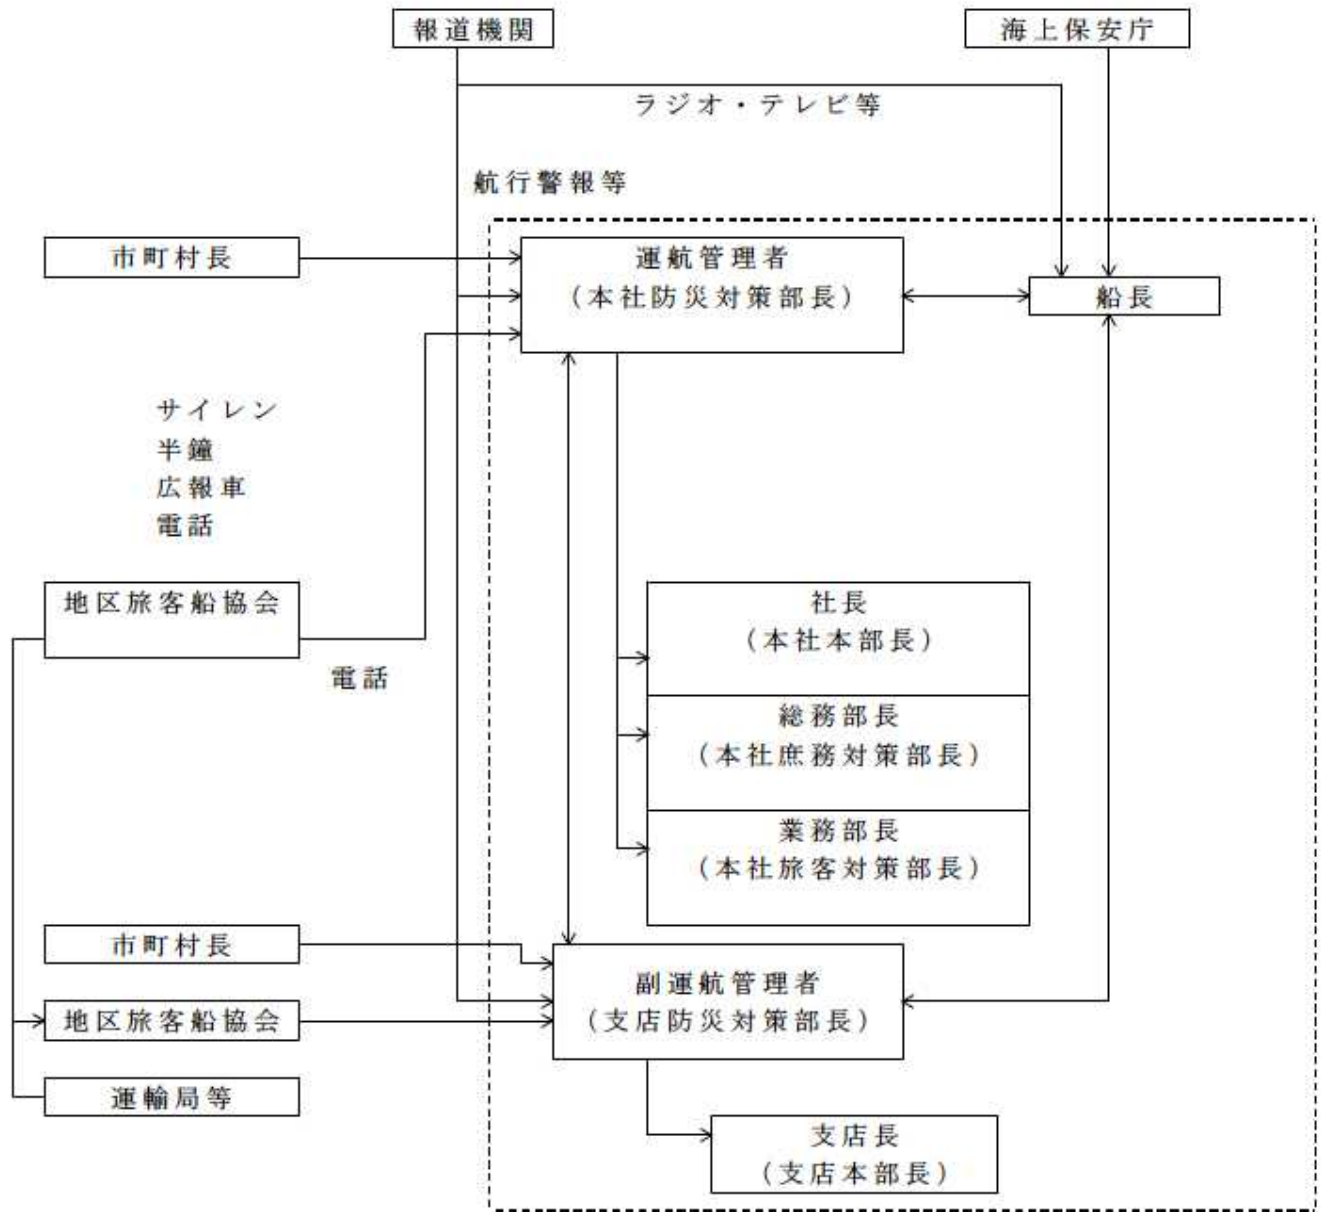 報道機関
海上保安庁
ラジオ・テレビ等
航行警報等
市町村長
運航管理者
(本社防災対策部長)
船長
サイレン
半鐘
広報車
電話
地区旅客船協会
電話
社長
(本社本部長)
総務部長
(本社庶務対策部長)
業務部長
(本社旅客対策部長)
市町村長
副運航管理者
(支店防災対策部長)
地区旅客船協会
運輸局等
支店長
(支店本部長)